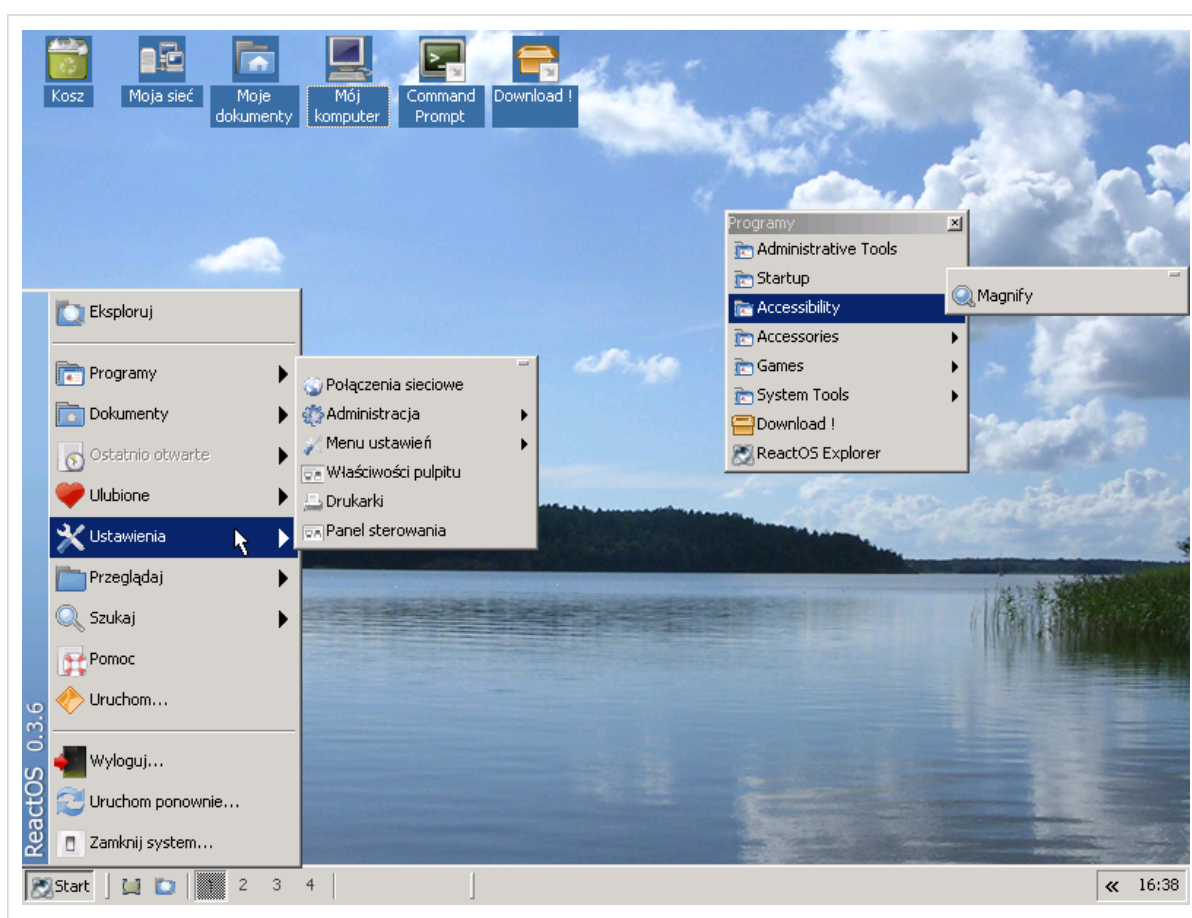 Kosz
Moja sieć
Moje
dokumenty
Mój
komputer
Command
Prompt
Download !
Programy
Administrative Tools
Startup
Accessibility
Accessories
Games
System Tools
Download !
ReactOS Explorer
Magnify
Eksploruj
Programy
Dokumenty
Ostatnio otwarte
Ulubione
Ustawienia
Przeglądaj
Szukaj
Pomoc
Uruchom...
Wyloguj...
Uruchom ponownie...
Zamknij system...
Połączenia sieciowe
Administracja
Menu ustawień
Właściwości pulpitu
Drukarki
Panel sterowania
ReactOS 0.3.6
Start
1 2 3 4
« 16:38